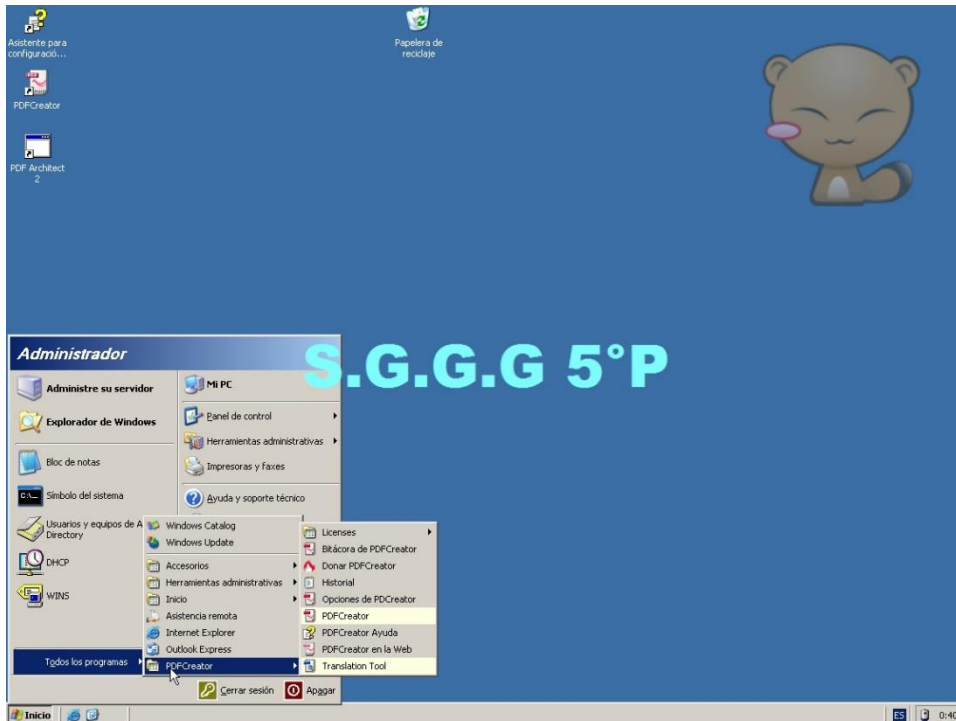 Asistente para
configuració...
PDFCreator
PDF Architect
2
Papelera de
reciclaje
S.G.G.G 5°P
Administrador
Administre su servidor
Explorador de Windows
Bloc de notas
Símbolo del sistema
Usuarios y equipos de A
Directory
DHCP
WINS
Todos los programas
Mi PC
Panel de control
Herramientas administrativas
Impresoras y faxes
Ayuda y soporte técnico
Windows Catalog
Windows Update
Accesorios
Herramientas administrativas
Inicio
Asistencia remota
Internet Explorer
Outlook Express
PDFCreator
Licenses
Bitácora de PDFCreator
Donar PDFCreator
Historial
Opciones de PDCreator
PDFCreator
PDFCreator Ayuda
PDFCreator en la Web
Translation Tool
Cerrar sesión
Apagar
Inicio
ES
0:40